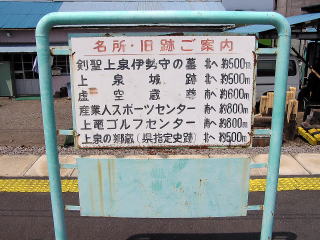 名所・旧跡ご案内
剣聖上泉伊勢守の墓 北へ約500m
上泉城跡 北へ約500m
虚空蔵尊 南へ約600m
産業人スポーツセンター 南へ約800m
上電ゴルフセンター 南へ約800m
上泉の郷蔵(県指定史跡) 北へ約500m